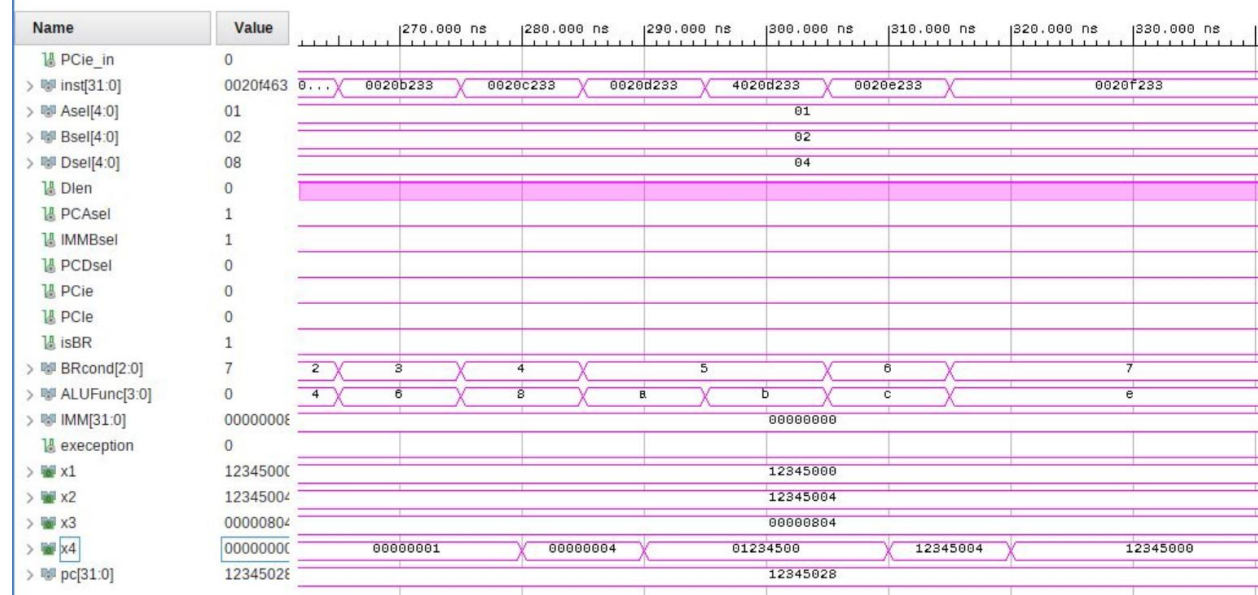 Name Value 270.000 ns 280.000 ns 290.000 ns 300.000 ns 310.000 ns 320.000 ns 330.000 ns
PCie_in 0
inst[31:0] 0020f463 0... 0020b233 0020c233 0020d233 4020d233 0020e233 0020f233
Asel[4:0] 01 01
Bsel[4:0] 02 02
Dsel[4:0] 08 04
Dlen 0
PCAsel 1
IMMBsel 1
PCDsel 0
PCie 0
PCIe 0
isBR 1
BRcond[2:0] 7 2 3 4 5 6 7
ALUFunc[3:0] 0 4 6 8 a b c e
IMM[31:0] 00000008 00000000
exeception 0
x1 12345000 12345000
x2 12345004 12345004
x3 00000804 00000804
x4 00000000 00000001 00000004 01234500 12345004 12345000
pc[31:0] 12345028 12345028